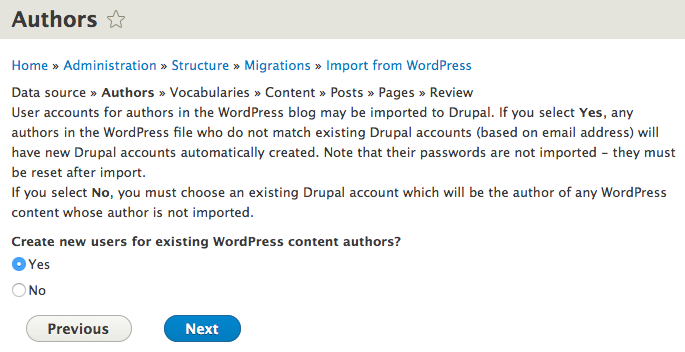 Authors
Home » Administration » Structure » Migrations » Import from WordPress
Data source » Authors » Vocabularies » Content » Posts » Pages » Review
User accounts for authors in the WordPress blog may be imported to Drupal. If you select Yes, any
authors in the WordPress file who do not match existing Drupal accounts (based on email address) will
have new Drupal accounts automatically created. Note that their passwords are not imported – they must
be reset after import.
If you select No, you must choose an existing Drupal account which will be the author of any WordPress
content whose author is not imported.
Create new users for existing WordPress content authors?
Yes
No
Previous Next